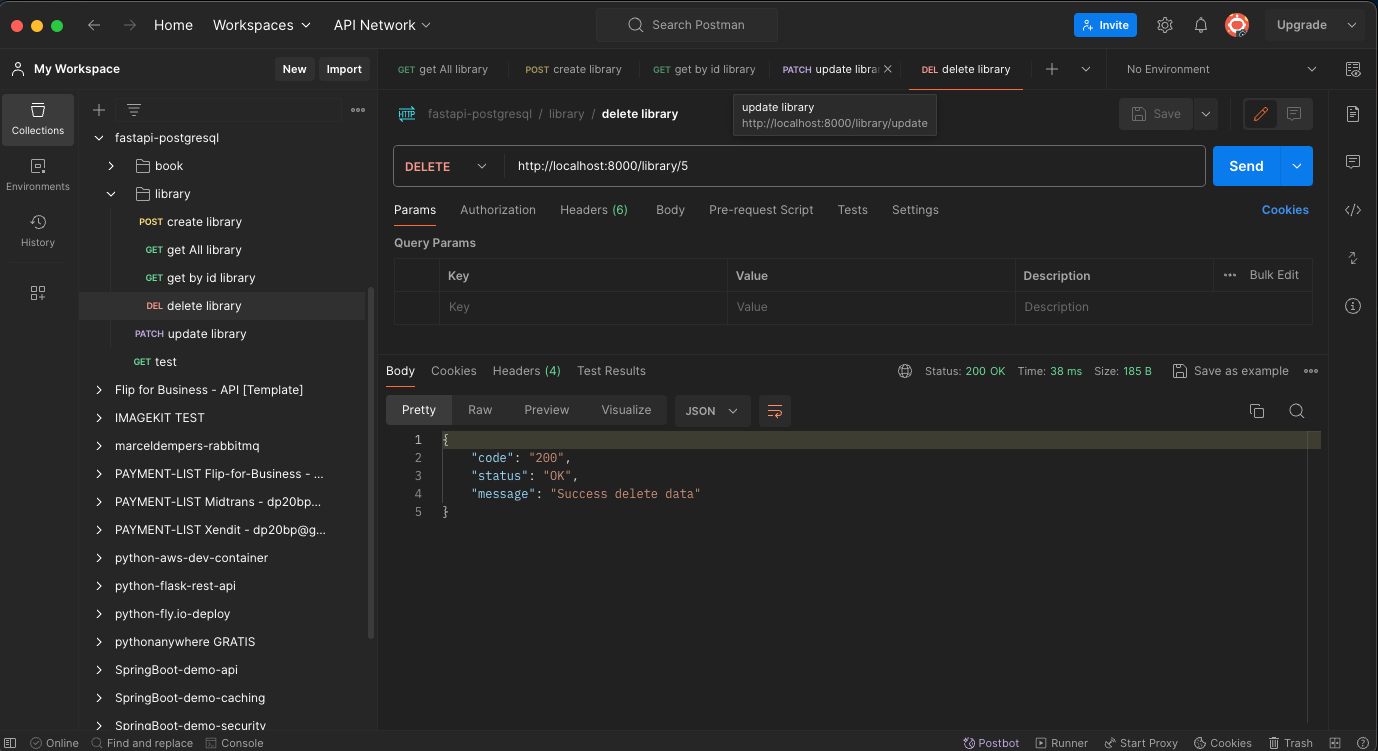 Home Workspaces API Network Search Postman Invite Upgrade
My Workspace New Import GET get All library POST create library GET get by id library PATCH update libra DEL delete library No Environment
update library
http://localhost:8000/library/update
Collections
Environments
History
fastapi-postgresql
book
library
POST create library
GET get All library
GET get by id library
DEL delete library
PATCH update library
GET test
Flip for Business - API [Template]
IMAGEKIT TEST
marceldempers-rabbitmq
PAYMENT-LIST Flip-for-Business - ...
PAYMENT-LIST Midtrans - dp20bp...
PAYMENT-LIST Xendit - dp20bp@g...
python-aws-dev-container
python-flask-rest-api
python-fly.io-deploy
pythonanywhere GRATIS
SpringBoot-demo-api
SpringBoot-demo-caching
SpringBoot-demo-security
HTTP fastapi-postgresql / library / delete library Save
DELETE http://localhost:8000/library/5 Send
Params Authorization Headers (6) Body Pre-request Script Tests Settings Cookies
Query Params
Key Value Description Bulk Edit
Key Value Description
Body Cookies Headers (4) Test Results Status: 200 OK Time: 38 ms Size: 185 B Save as example
Pretty Raw Preview Visualize JSON
1 {
2 "code": "200",
3 "status": "OK",
4 "message": "Success delete data"
5 }
Online Find and replace Console Postbot Runner Start Proxy Cookies Trash